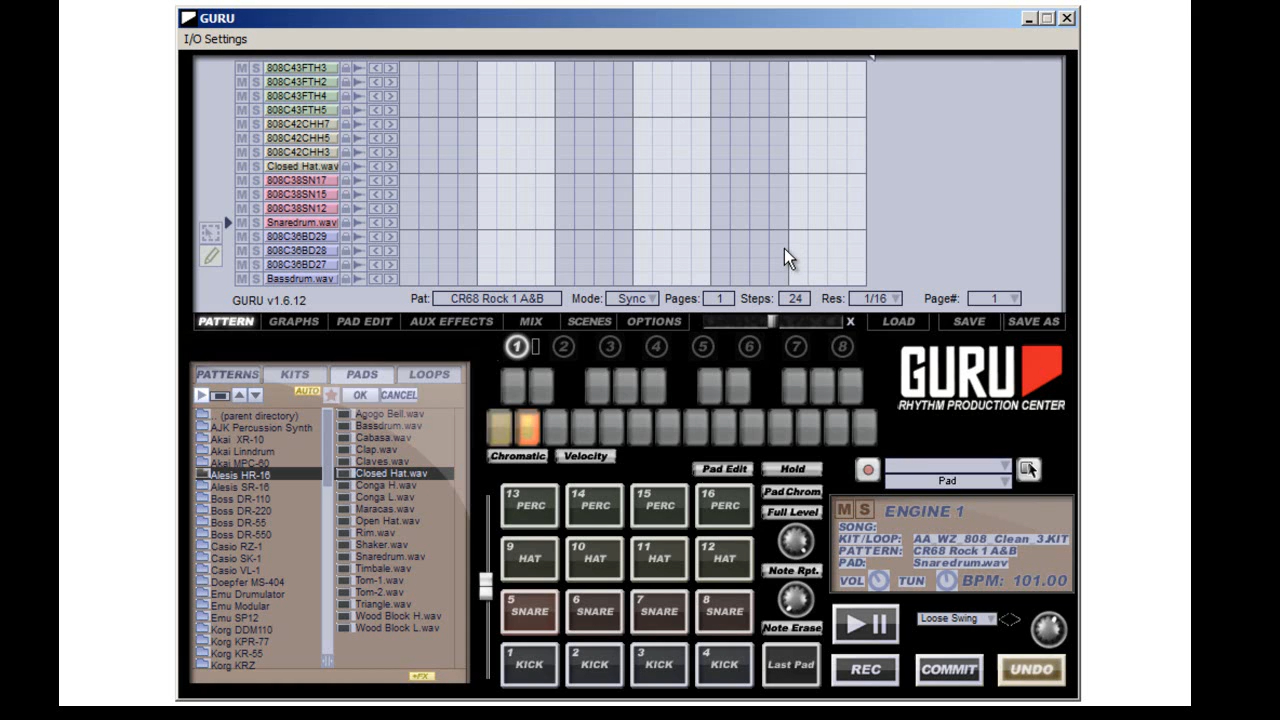 GURU
I/O Settings
M S 808C43FTH3 < >
M S 808C43FTH2 < >
M S 808C43FTH4 < >
M S 808C43FTH5 < >
M S 808C42CHH7 < >
M S 808C42CHH5 < >
M S 808C42CHH3 < >
M S Closed Hat.wav < >
M S 808C38SN17 < >
M S 808C38SN15 < >
M S 808C38SN12 < >
M S Snaredrum.wav < >
M S 808C36BD29 < >
M S 808C36BD28 < >
M S 808C36BD27 < >
M S Bassdrum.wav < >
GURU v1.6.12 Pat: CR68 Rock 1 A&B Mode: Sync Pages: 1 Steps: 24 Res: 1/16 Page#: 1
PATTERN GRAPHS PAD EDIT AUX EFFECTS MIX SCENES OPTIONS X LOAD SAVE SAVE AS
1 2 3 4 5 6 7 8
GURU
RHYTHM PRODUCTION CENTER
PATTERNS KITS PADS LOOPS
AUTO OK CANCEL
.. (parent directory)
AJK Percussion Synth
Akai XR-10
Akai Linndrum
Akai MPC-60
Alesis HR-16
Alesis SR-16
Boss DR-110
Boss DR-220
Boss DR-55
Boss DR-550
Casio RZ-1
Casio SK-1
Casio VL-1
Doepfer MS-404
Emu Drumulator
Emu Modular
Emu SP12
Korg DDM110
Korg KPR-77
Korg KR-55
Korg KRZ
Agogo Bell.wav
Bassdrum.wav
Cabasa.wav
Clap.wav
Claves.wav
Closed Hat.wav
Conga H.wav
Conga L.wav
Maracas.wav
Open Hat.wav
Rim.wav
Shaker.wav
Snaredrum.wav
Timbale.wav
Tom-1.wav
Tom-2.wav
Triangle.wav
Wood Block H.wav
Wood Block L.wav
+FX
Chromatic Velocity
Pad Edit Hold
13 PERC 14 PERC 15 PERC 16 PERC
Pad Chrom
Full Level
9 HAT 10 HAT 11 HAT 12 HAT
Note Rpt.
5 SNARE 6 SNARE 7 SNARE 8 SNARE
Note Erase
1 KICK 2 KICK 3 KICK 4 KICK Last Pad
Pad
M S ENGINE 1
SONG:
KIT/LOOP: AA_WZ_808_Clean_3.KIT
PATTERN: CR68 Rock 1 A&B
PAD: Snaredrum.wav
VOL TUN BPM: 101.00
Loose Swing
REC COMMIT UNDO